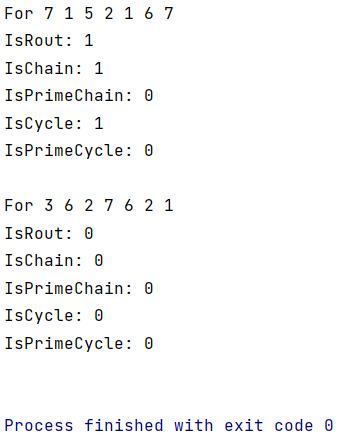 For 7 1 5 2 1 6 7
IsRout: 1
IsChain: 1
IsPrimeChain: 0
IsCycle: 1
IsPrimeCycle: 0
For 3 6 2 7 6 2 1
IsRout: 0
IsChain: 0
IsPrimeChain: 0
IsCycle: 0
IsPrimeCycle: 0
Process finished with exit code 0